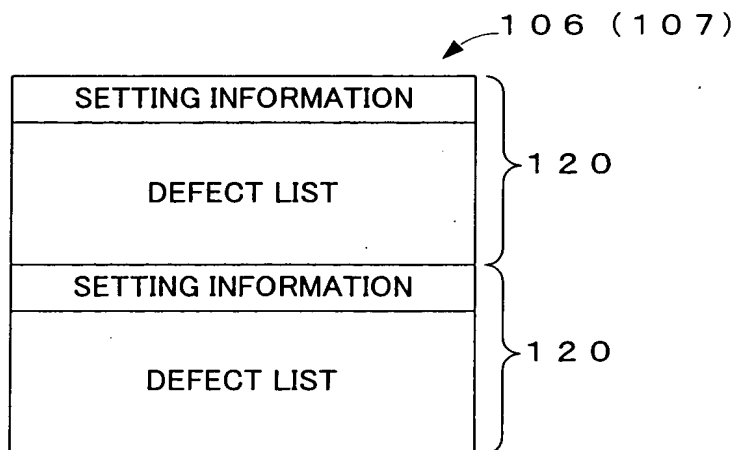 106 (107)
SETTING INFORMATION
DEFECT LIST
120
SETTING INFORMATION
DEFECT LIST
120